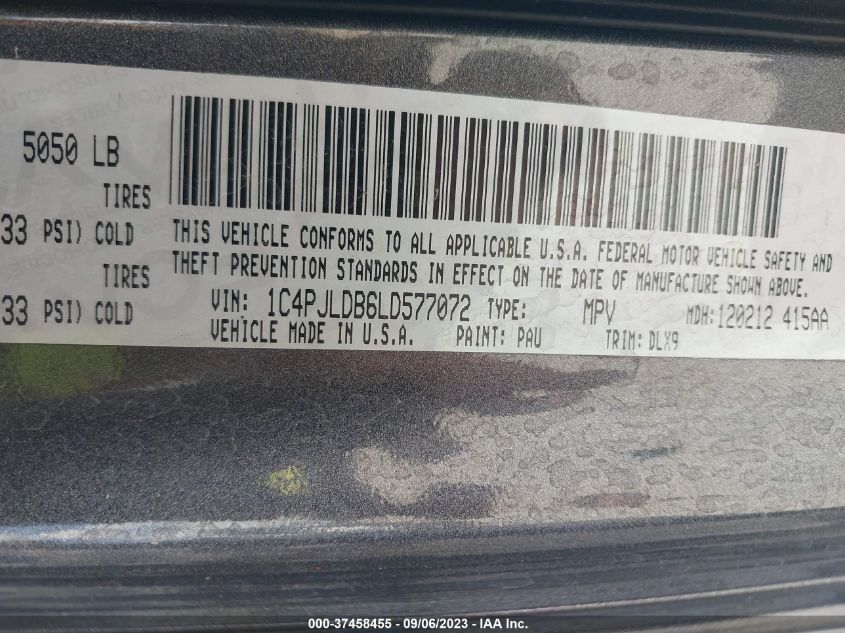 5050 LB
TIRES
33 PSI) COLD
TIRES
33 PSI) COLD
THIS VEHICLE CONFORMS TO ALL APPLICABLE U.S.A. FEDERAL MOTOR VEHICLE SAFETY AND
THEFT PREVENTION STANDARDS IN EFFECT ON THE DATE OF MANUFACTURE SHOWN ABOVE.
VIN: 1C4PJLDB6LD577072 TYPE: MPV MDH:120212 415AA
VEHICLE MADE IN U.S.A. PAINT: PAU TRIM: DLX9
000-37458455 - 09/06/2023 - IAA Inc.